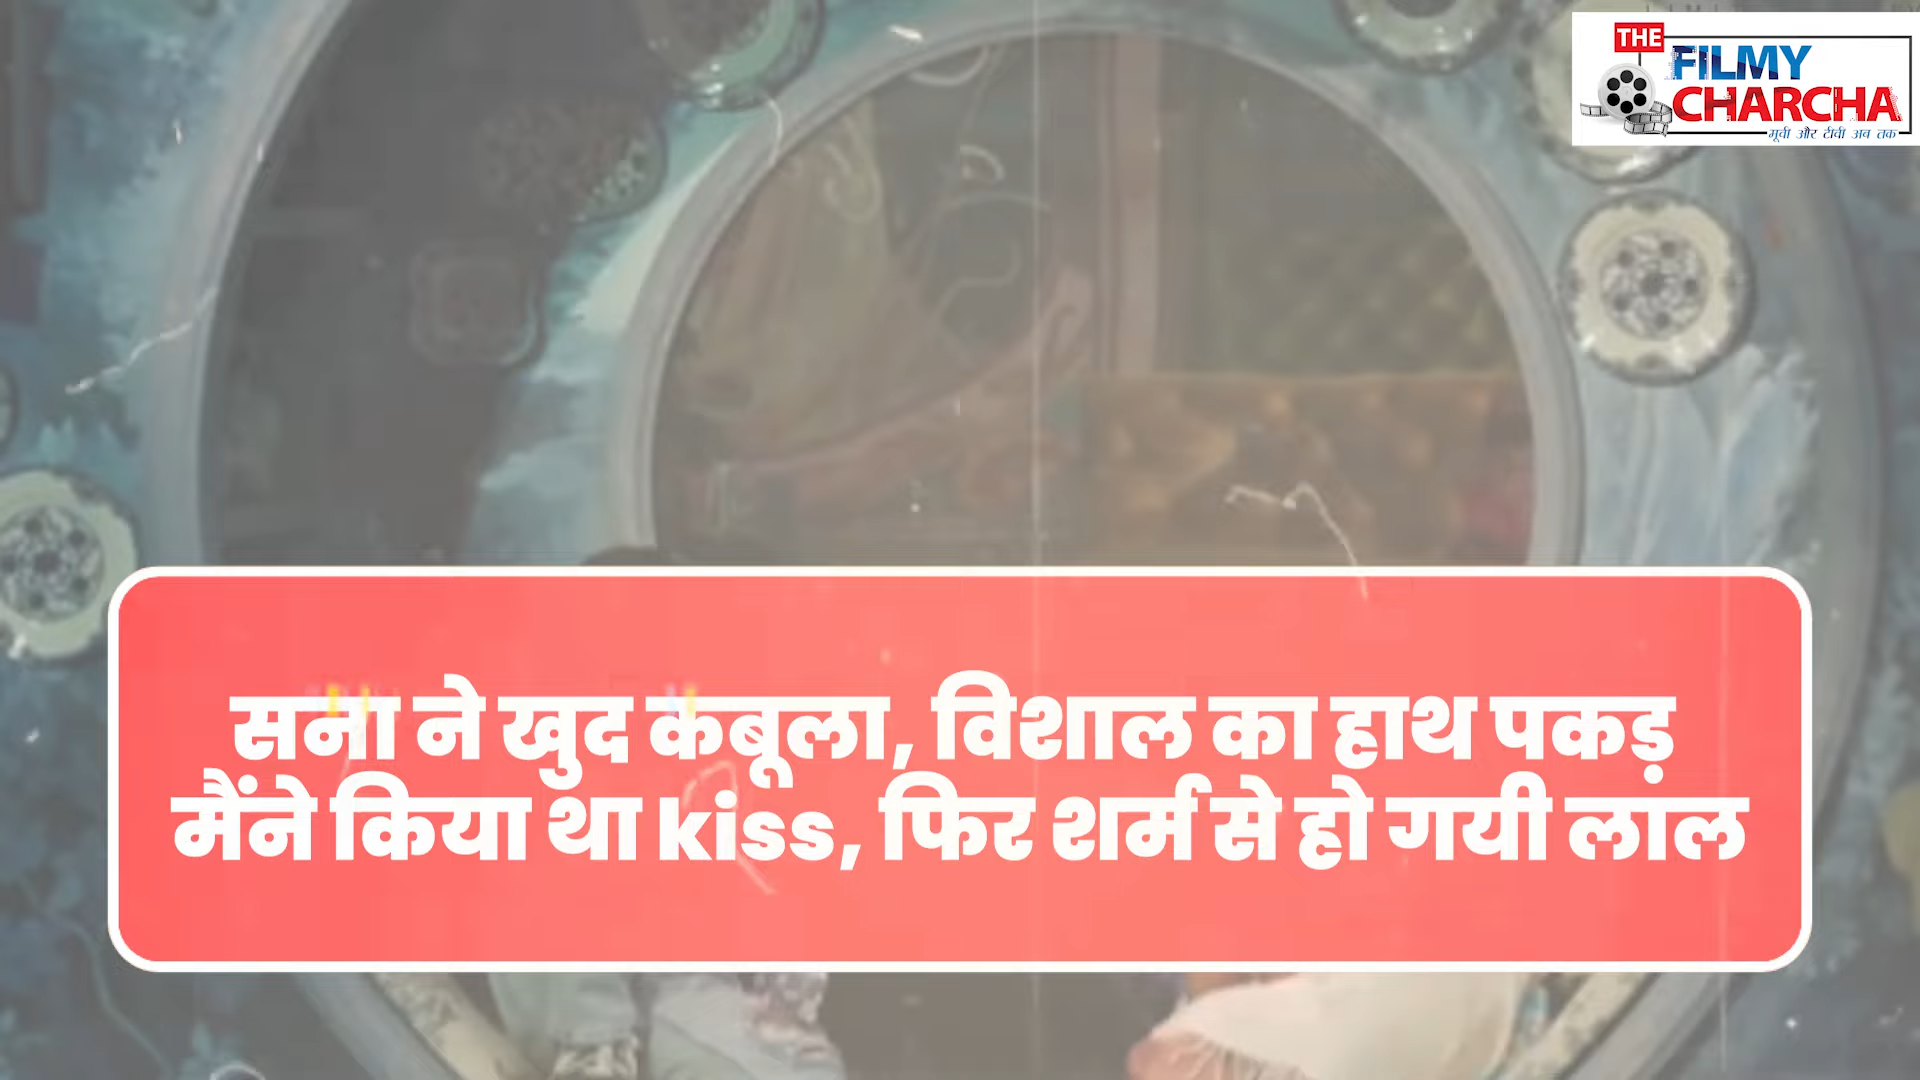 THE
FILMY
CHARCHA
मूवी और टीवी अब तक
सना ने खुद कबूला, विशाल का हाथ पकड़
मैंने किया था kiss, फिर शर्म से हो गयी लाल